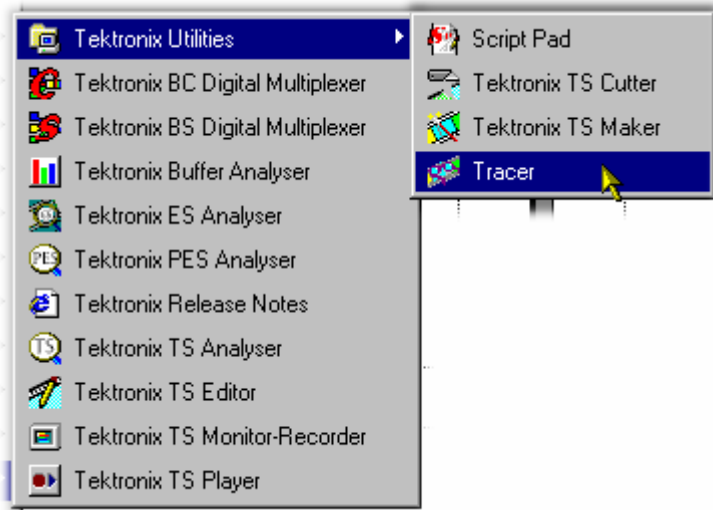 Tektronix Utilities
Tektronix BC Digital Multiplexer
Tektronix BS Digital Multiplexer
Tektronix Buffer Analyser
Tektronix ES Analyser
Tektronix PES Analyser
Tektronix Release Notes
Tektronix TS Analyser
Tektronix TS Editor
Tektronix TS Monitor-Recorder
Tektronix TS Player
Script Pad
Tektronix TS Cutter
Tektronix TS Maker
Tracer